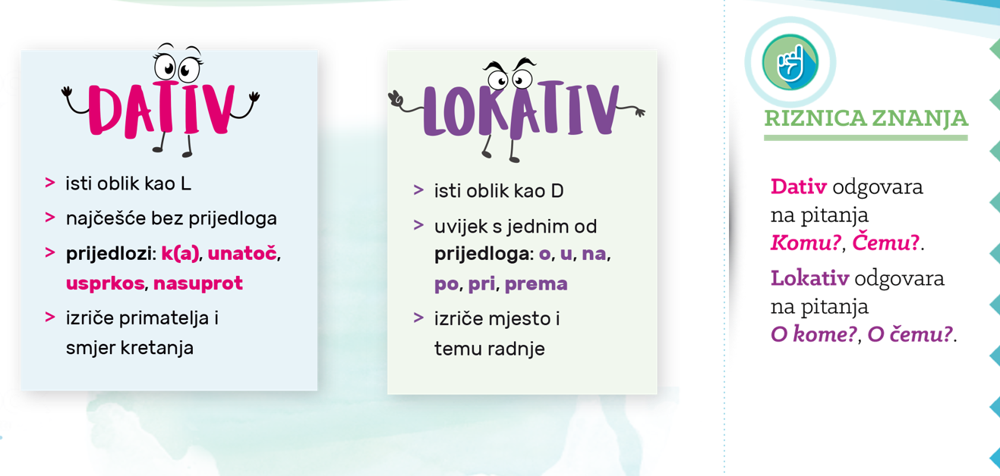 DATIV
> isti oblik kao L
> najčešće bez prijedloga
> prijedlozi: k(a), unatoč,
usprkos, nasuprot
> izriče primatelja i
smjer kretanja
LOKATIV
> isti oblik kao D
> uvijek s jednim od
prijedloga: o, u, na,
po, pri, prema
> izriče mjesto i
temu radnje
RIZNICA ZNANJA
Dativ odgovara
na pitanja
Komu?, Čemu?.
Lokativ odgovara
na pitanja
O kome?, O čemu?.